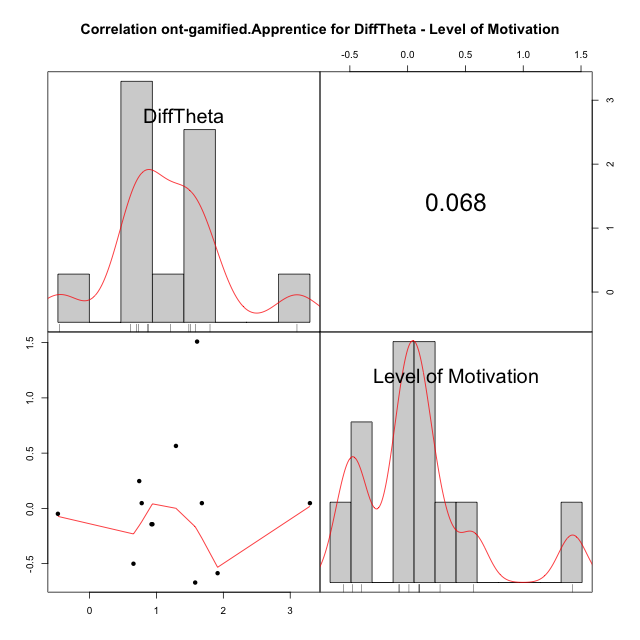 Correlation ont-gamified.Apprentice for DiffTheta - Level of Motivation
-0.5 0.0 0.5 1.0 1.5
DiffTheta
0.068
3
2
1
0
1.5
1.0
0.5
0.0
-0.5
Level of Motivation
0 1 2 3